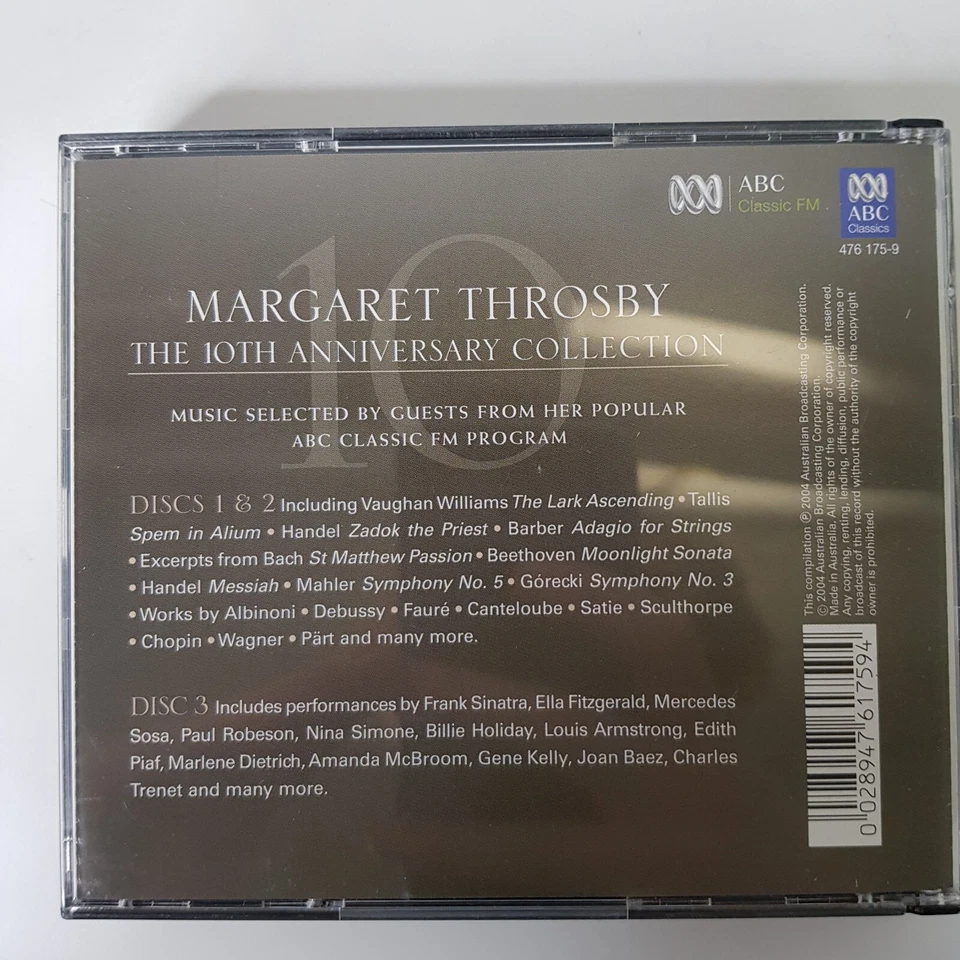 ABC
Classic FM
ABC
Classics
476 175-9
10
MARGARET THROSBY
THE 10TH ANNIVERSARY COLLECTION
MUSIC SELECTED BY GUESTS FROM HER POPULAR
ABC CLASSIC FM PROGRAM
DISCS 1 & 2 Including Vaughan Williams The Lark Ascending • Tallis
Spem in Alium • Handel Zadok the Priest • Barber Adagio for Strings
• Excerpts from Bach St Matthew Passion • Beethoven Moonlight Sonata
• Handel Messiah • Mahler Symphony No. 5 • Górecki Symphony No. 3
• Works by Albinoni • Debussy • Fauré • Canteloube • Satie • Sculthorpe
• Chopin • Wagner • Pärt and many more.
DISC 3 Includes performances by Frank Sinatra, Ella Fitzgerald, Mercedes
Sosa, Paul Robeson, Nina Simone, Billie Holiday, Louis Armstrong, Edith
Piaf, Marlene Dietrich, Amanda McBroom, Gene Kelly, Joan Baez, Charles
Trenet and many more.
This compilation ℗ 2004 Australian Broadcasting Corporation.
© 2004 Australian Broadcasting Corporation.
Made in Australia. All rights of the owner of copyright reserved.
Any copying, renting, lending, diffusion, public performance or
broadcast of this record without the authority of the copyright
owner is prohibited.
0 028947 617594